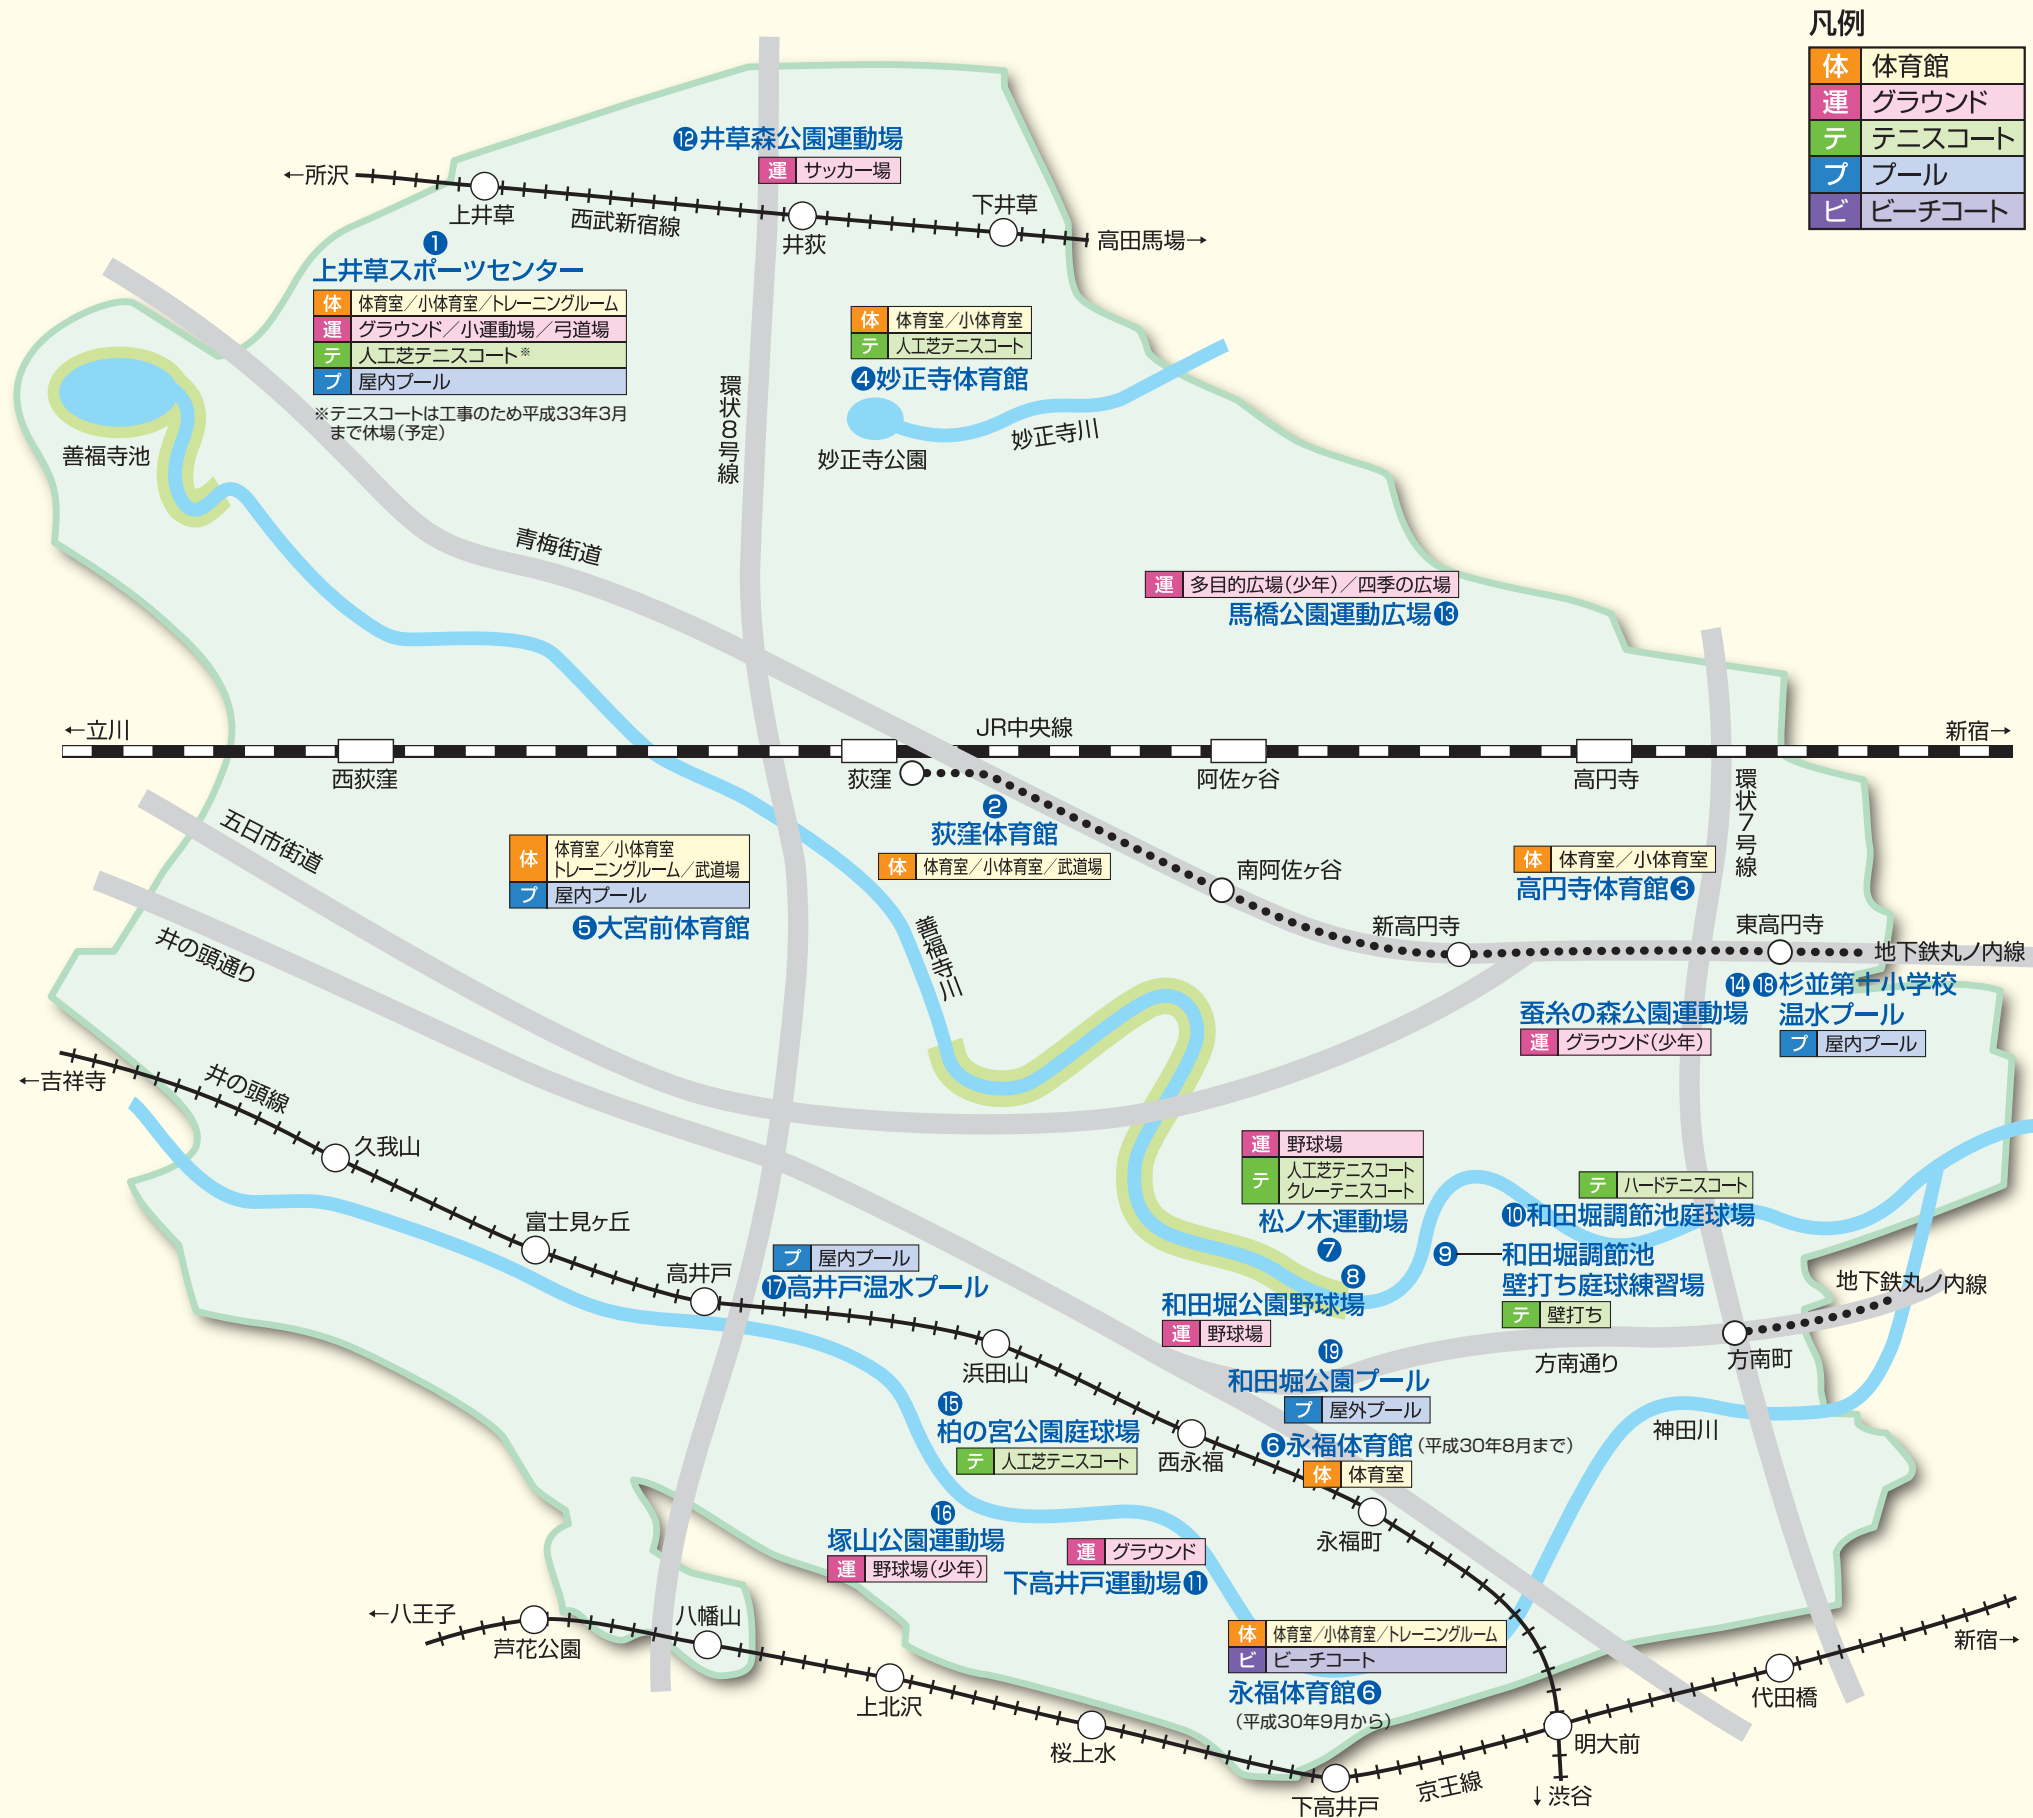 凡例
体 体育館
運 グラウンド
テ テニスコート
プ プール
ビ ビーチコート
⑫井草森公園運動場
運 サッカー場
←所沢
上井草
西武新宿線
井荻
下井草
高田馬場→
①
上井草スポーツセンター
体 体育室／小体育室／トレーニングルーム
運 グラウンド／小運動場／弓道場
テ 人工芝テニスコート※
プ 屋内プール
※テニスコートは工事のため平成33年3月
まで休場(予定)
体 体育室／小体育室
テ 人工芝テニスコート
④妙正寺体育館
妙正寺公園
妙正寺川
環状8号線
善福寺池
青梅街道
運 多目的広場(少年)／四季の広場
馬橋公園運動広場⑬
←立川
JR中央線
新宿→
西荻窪
荻窪
阿佐ヶ谷
高円寺
環状7号線
②
荻窪体育館
体 体育室／小体育室／武道場
五日市街道
体 体育室／小体育室
トレーニングルーム／武道場
プ 屋内プール
⑤大宮前体育館
南阿佐ヶ谷
体 体育室／小体育室
高円寺体育館③
新高円寺
東高円寺
地下鉄丸ノ内線
井の頭通り
善福寺川
⑭⑱杉並第十小学校
温水プール
プ 屋内プール
蚕糸の森公園運動場
運 グラウンド(少年)
←吉祥寺
井の頭線
久我山
富士見ヶ丘
高井戸
プ 屋内プール
⑰高井戸温水プール
運 野球場
テ 人工芝テニスコート
クレーテニスコート
松ノ木運動場
⑦
テ ハードテニスコート
⑩和田堀調節池庭球場
⑨
和田堀調節池
壁打ち庭球練習場
テ 壁打ち
⑧
和田堀公園野球場
運 野球場
地下鉄丸ノ内線
方南町
方南通り
浜田山
⑲
和田堀公園プール
プ 屋外プール
⑮
柏の宮公園庭球場
テ 人工芝テニスコート
西永福
⑥永福体育館(平成30年8月まで)
体 体育室
神田川
永福町
⑯
塚山公園運動場
運 野球場(少年)
運 グラウンド
下高井戸運動場⑪
←八王子
芦花公園
八幡山
上北沢
桜上水
体 体育室／小体育室／トレーニングルーム
ビ ビーチコート
永福体育館⑥
(平成30年9月から)
新宿→
代田橋
明大前
京王線
下高井戸
↓渋谷